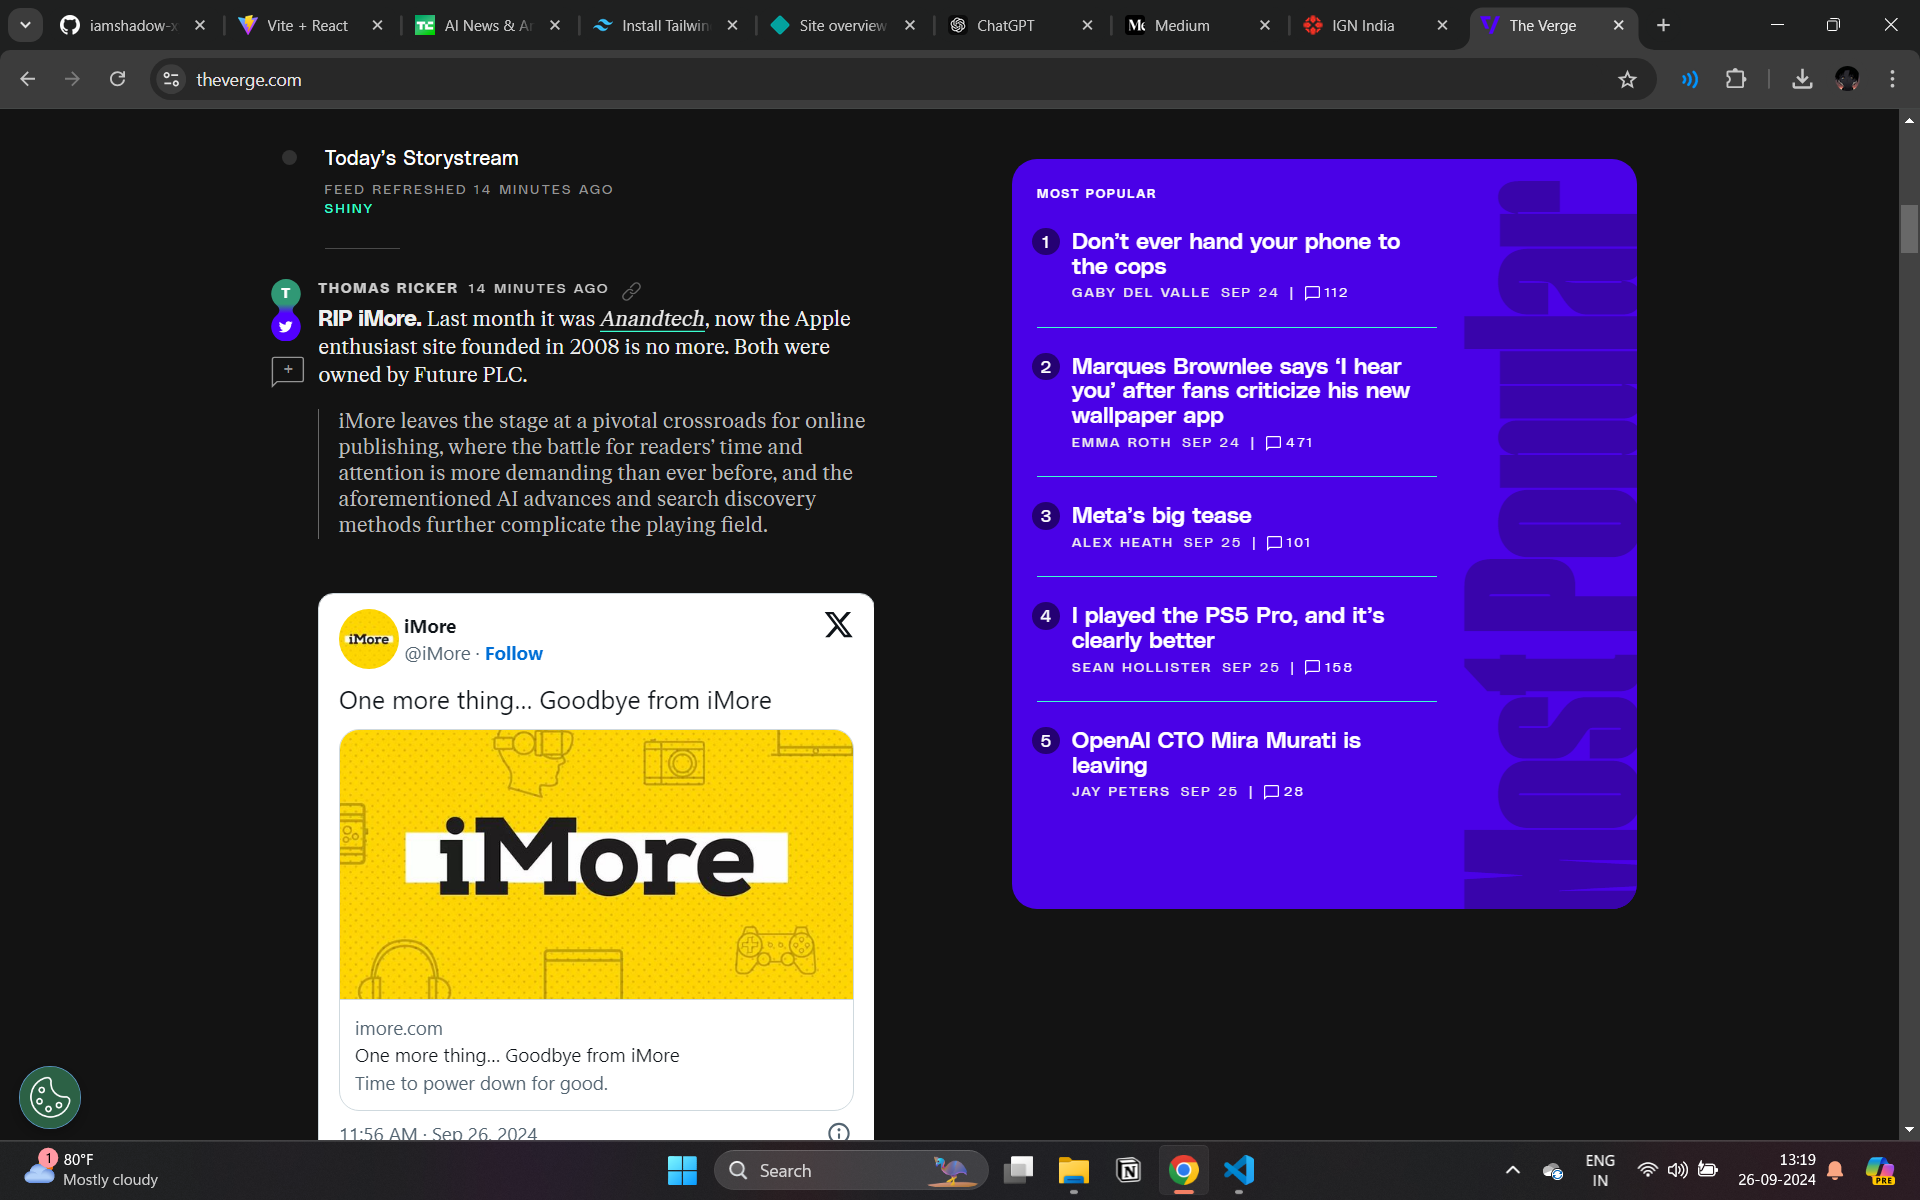 iamshadow-x
Vite + React
AI News & Ar
Install Tailwin
Site overview
ChatGPT
Medium
IGN India
The Verge
theverge.com
Today’s Storystream
FEED REFRESHED 14 MINUTES AGO
SHINY
T
THOMAS RICKER 14 MINUTES AGO
RIP iMore. Last month it was Anandtech, now the Apple
enthusiast site founded in 2008 is no more. Both were
owned by Future PLC.
iMore leaves the stage at a pivotal crossroads for online
publishing, where the battle for readers’ time and
attention is more demanding than ever before, and the
aforementioned AI advances and search discovery
methods further complicate the playing field.
iMore
iMore
@iMore · Follow
One more thing... Goodbye from iMore
iMore
imore.com
One more thing... Goodbye from iMore
Time to power down for good.
11:56 AM · Sep 26, 2024
MOST POPULAR
1
Don’t ever hand your phone to
the cops
GABY DEL VALLE SEP 24 | 112
2
Marques Brownlee says ‘I hear
you’ after fans criticize his new
wallpaper app
EMMA ROTH SEP 24 | 471
3
Meta’s big tease
ALEX HEATH SEP 25 | 101
4
I played the PS5 Pro, and it’s
clearly better
SEAN HOLLISTER SEP 25 | 158
5
OpenAI CTO Mira Murati is
leaving
JAY PETERS SEP 25 | 28
Most Popular
1
80°F
Mostly cloudy
Search
ENG
IN
13:19
26-09-2024
PRE